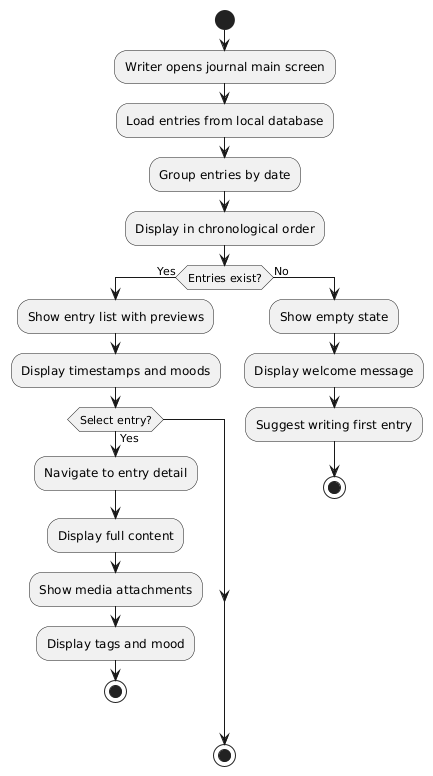 Writer opens journal main screen
Load entries from local database
Group entries by date
Display in chronological order
Yes
Entries exist?
No
Show entry list with previews
Show empty state
Display timestamps and moods
Display welcome message
Select entry?
Suggest writing first entry
Yes
Navigate to entry detail
Display full content
Show media attachments
Display tags and mood